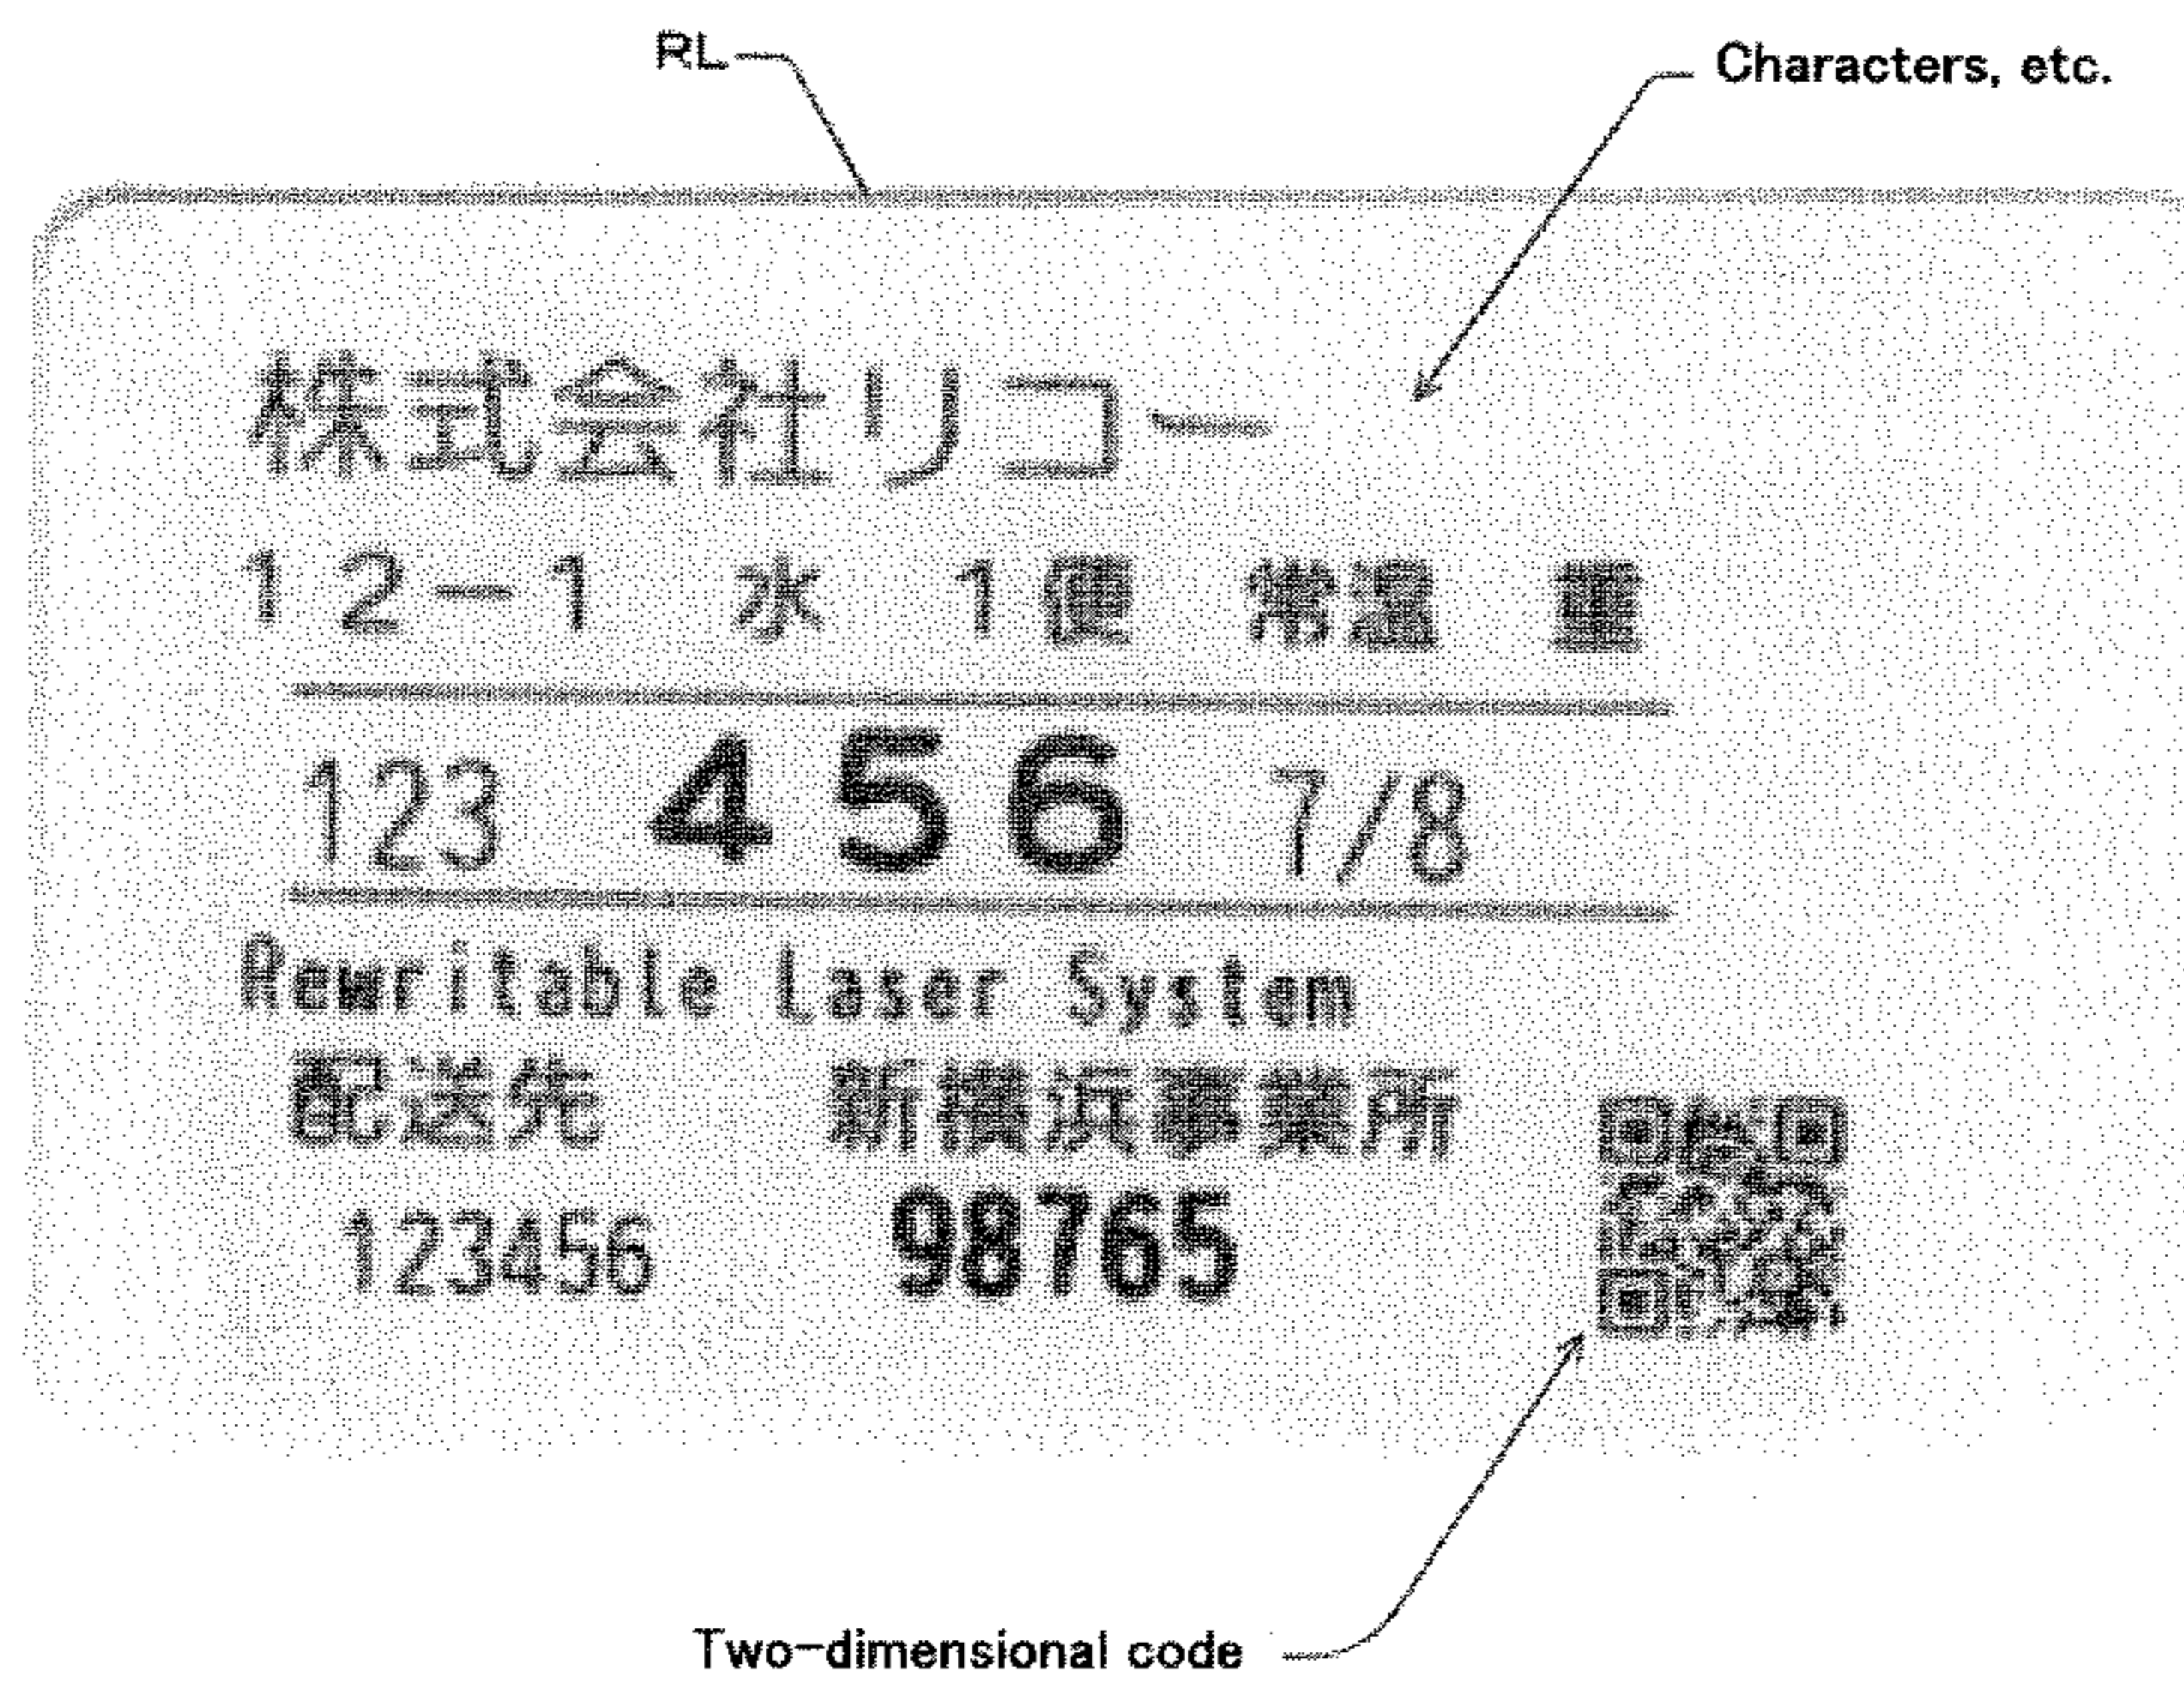 RL
Characters, etc.
株式会社リコー
12-1 水 1便 常温 重
123 456 7/8
Rewritable Laser System
配送先 新横浜事業所
123456 98765
Two-dimensional code